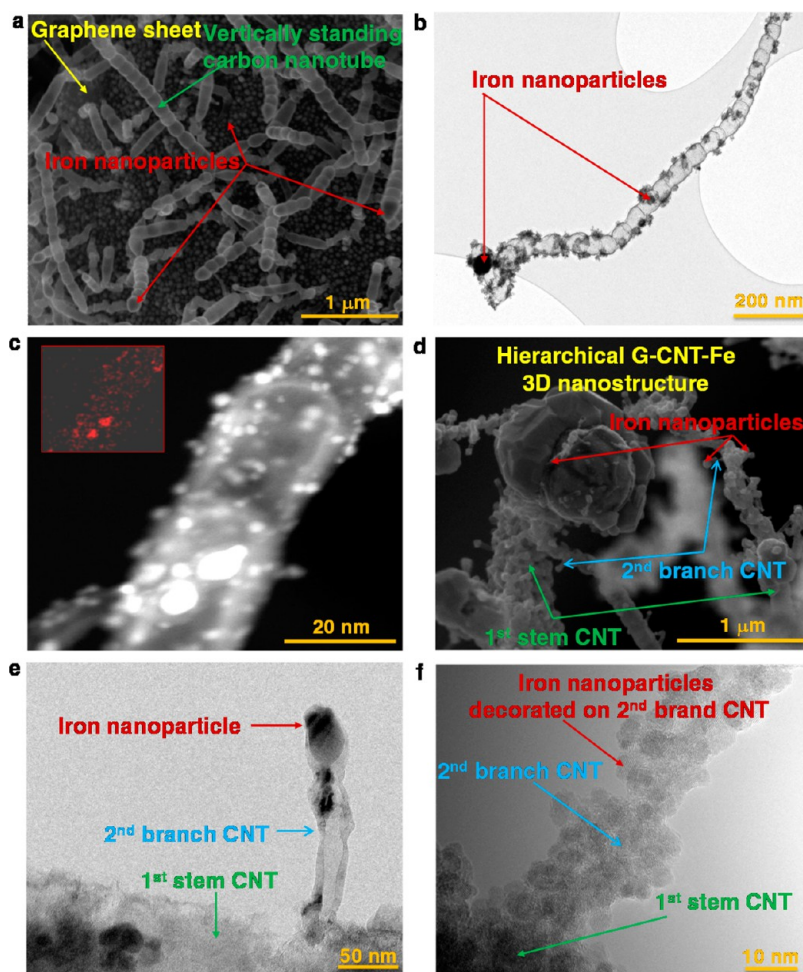 a
Graphene sheet
Vertically standing
carbon nanotube
Iron nanoparticles
1 μm
b
Iron nanoparticles
200 nm
c
20 nm
d
Hierarchical G-CNT-Fe
3D nanostructure
Iron nanoparticles
2nd branch CNT
1st stem CNT
1 μm
e
Iron nanoparticle
2nd branch CNT
1st stem CNT
50 nm
f
Iron nanoparticles
decorated on 2nd brand CNT
2nd branch CNT
1st stem CNT
10 nm